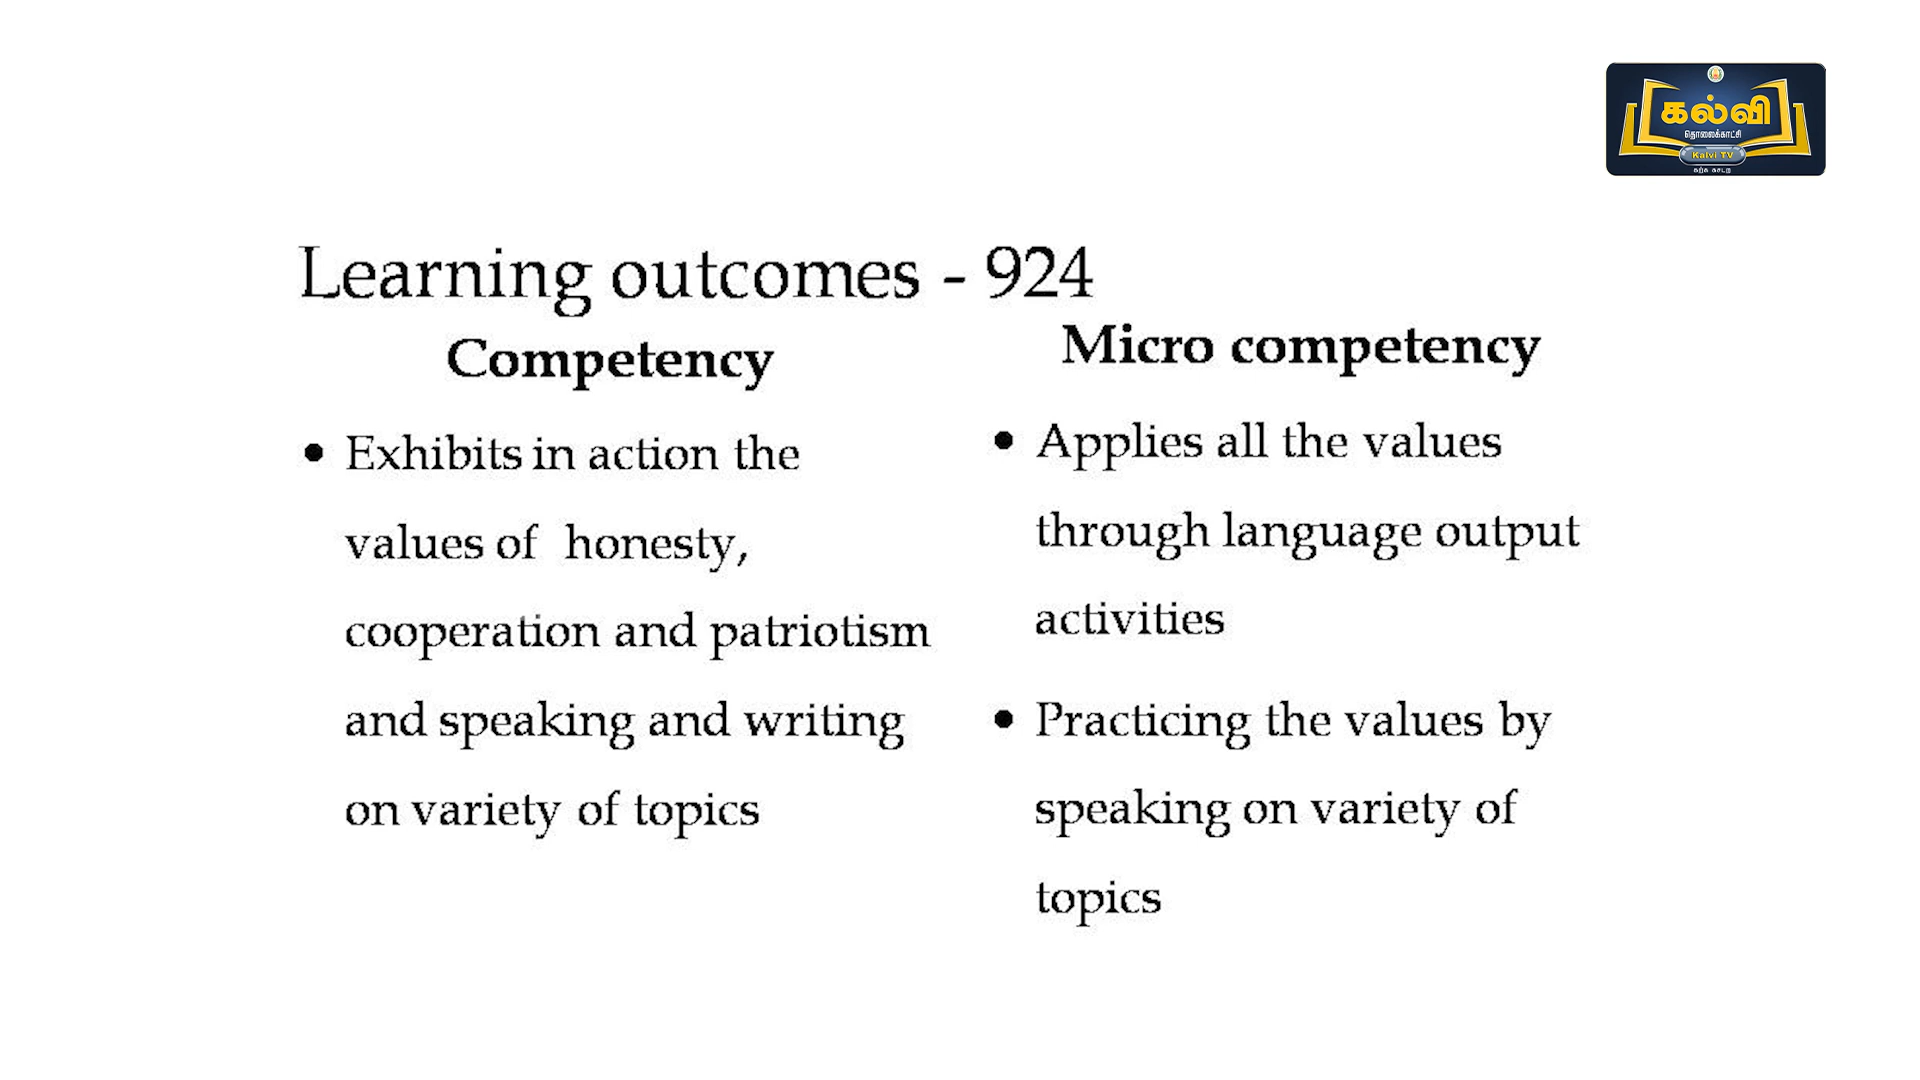 கல்வி
தொலைக்காட்சி
Kalvi TV
கற்க கசடற
Learning outcomes - 924
Competency
• Exhibits in action the
values of honesty,
cooperation and patriotism
and speaking and writing
on variety of topics
Micro competency
• Applies all the values
through language output
activities
• Practicing the values by
speaking on variety of
topics